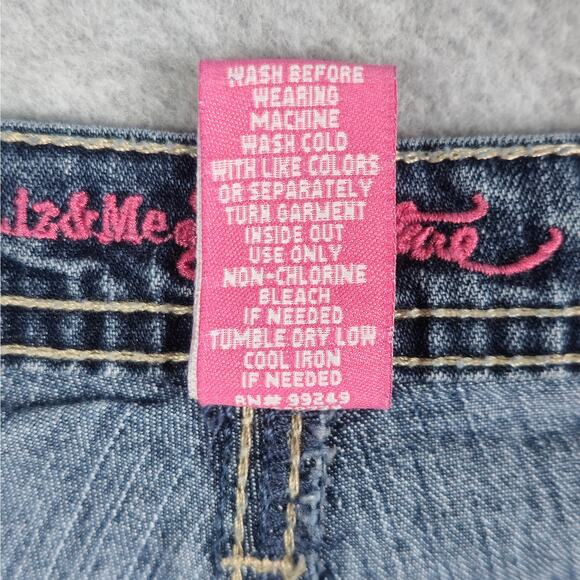 WASH BEFORE
WEARING
MACHINE
WASH COLD
WITH LIKE COLORS
OR SEPARATELY
TURN GARMENT
INSIDE OUT
USE ONLY
NON-CHLORINE
BLEACH
IF NEEDED
TUMBLE DRY LOW
COOL IRON
IF NEEDED
RN# 99249
&Me